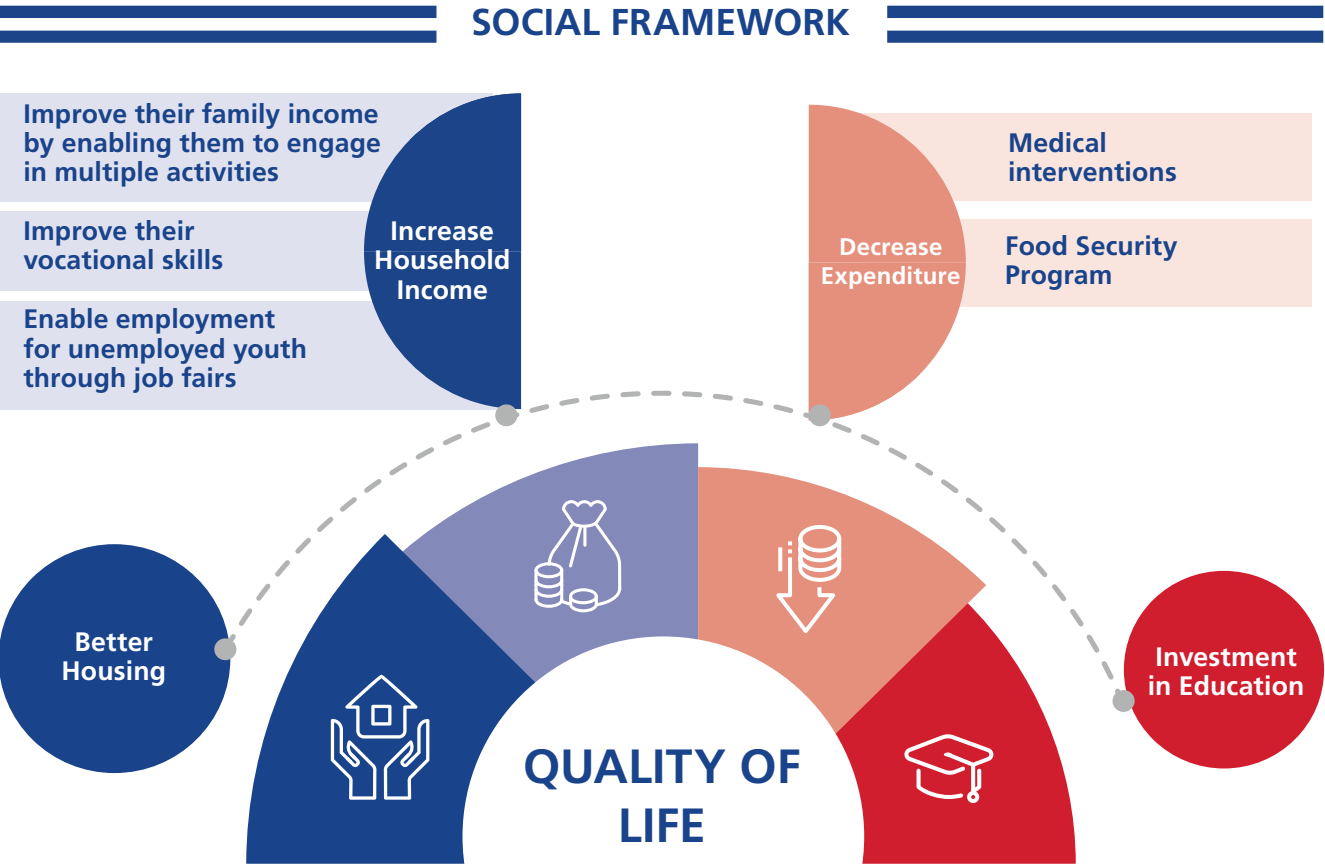 SOCIAL FRAMEWORK
Improve their family income
by enabling them to engage
in multiple activities
Improve their
vocational skills
Enable employment
for unemployed youth
through job fairs
Increase
Household
Income
Decrease
Expenditure
Medical
interventions
Food Security
Program
Better
Housing
Investment
in Education
QUALITY OF
LIFE